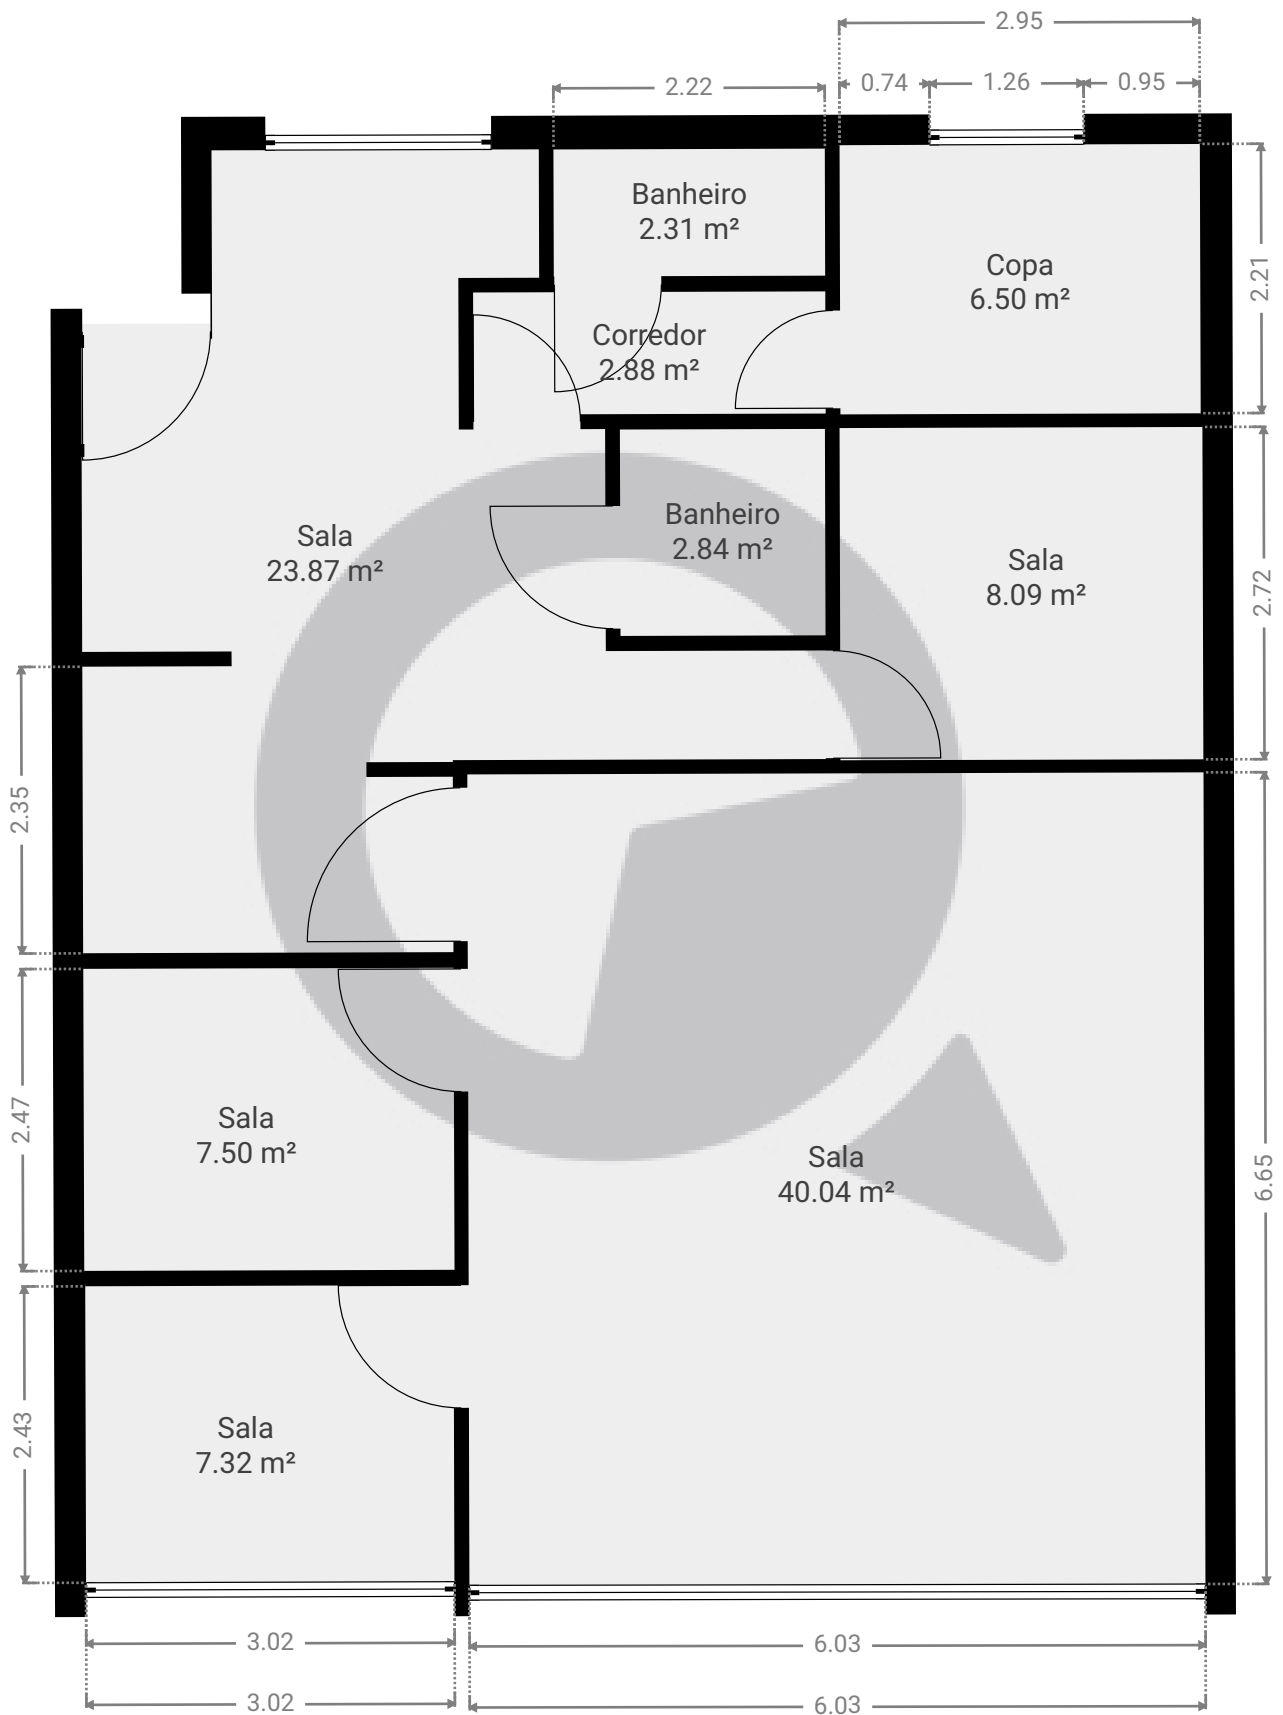 2.95
2.22
0.74
1.26
0.95
Banheiro
2.31 m²
Copa
6.50 m²
2.21
Corredor
2.88 m²
Banheiro
2.84 m²
Sala
23.87 m²
Sala
8.09 m²
2.72
2.35
Sala
7.50 m²
2.47
Sala
40.04 m²
6.65
Sala
7.32 m²
2.43
3.02
6.03
3.02
6.03